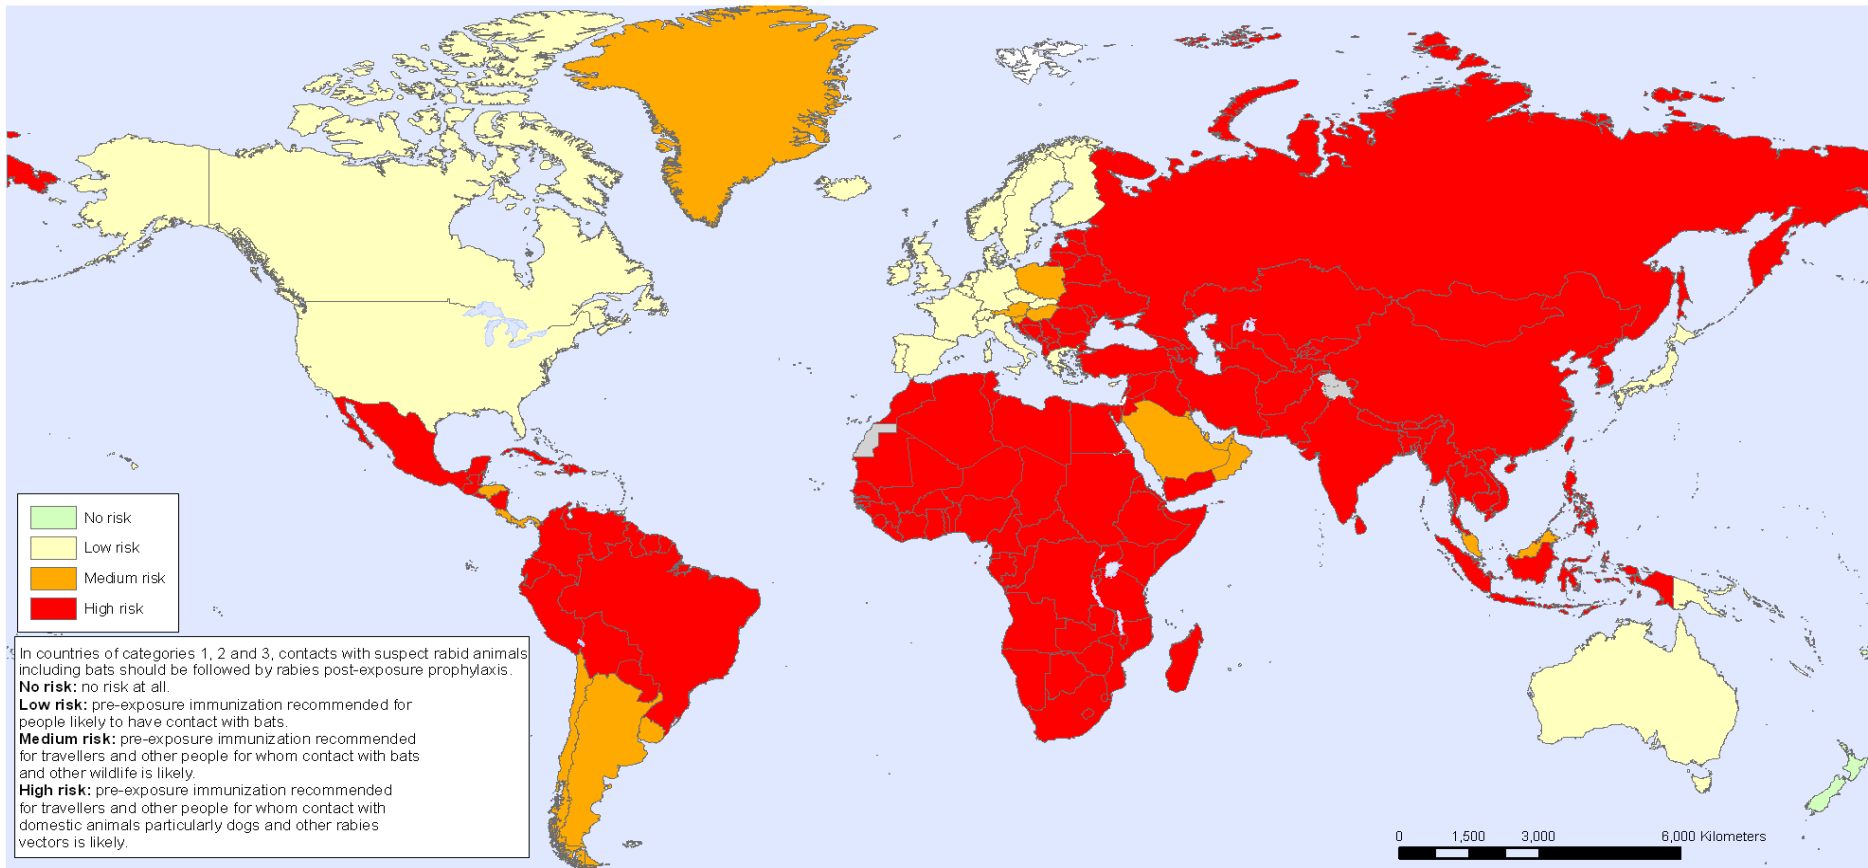 No risk
Low risk
Medium risk
High risk
In countries of categories 1, 2 and 3, contacts with suspect rabid animals
including bats should be followed by rabies post-exposure prophylaxis.
No risk: no risk at all.
Low risk: pre-exposure immunization recommended for
people likely to have contact with bats.
Medium risk: pre-exposure immunization recommended
for travellers and other people for whom contact with bats
and other wildlife is likely.
High risk: pre-exposure immunization recommended
for travellers and other people for whom contact with
domestic animals particularly dogs and other rabies
vectors is likely.
0 1,500 3,000 6,000 Kilometers